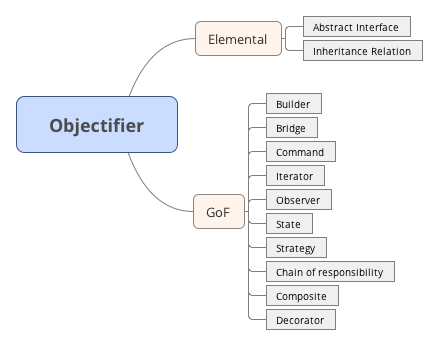 Objectifier
Elemental
Abstract Interface
Inheritance Relation
GoF
Builder
Bridge
Command
Iterator
Observer
State
Strategy
Chain of responsibility
Composite
Decorator